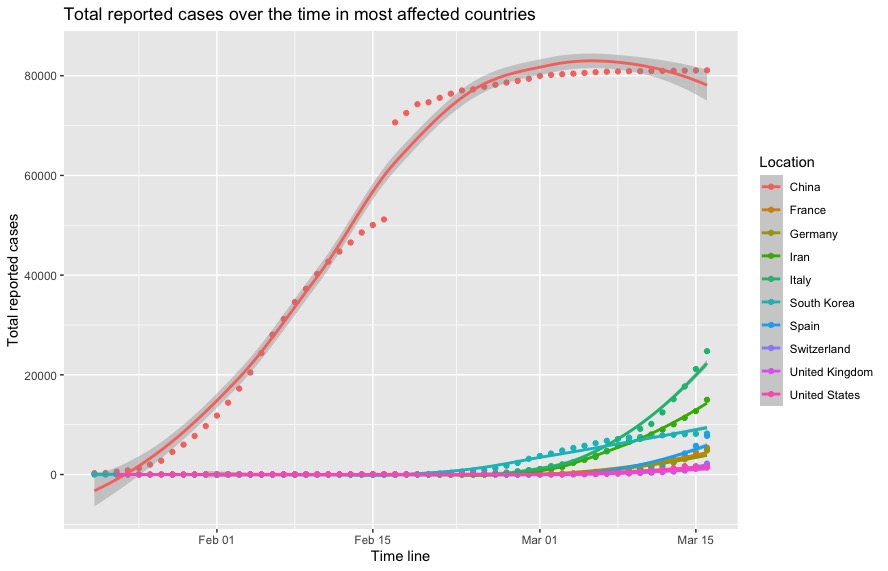 Total reported cases over the time in most affected countries
80000
60000
40000
20000
0
Total reported cases
Feb 01
Feb 15
Mar 01
Mar 15
Time line
Location
China
France
Germany
Iran
Italy
South Korea
Spain
Switzerland
United Kingdom
United States